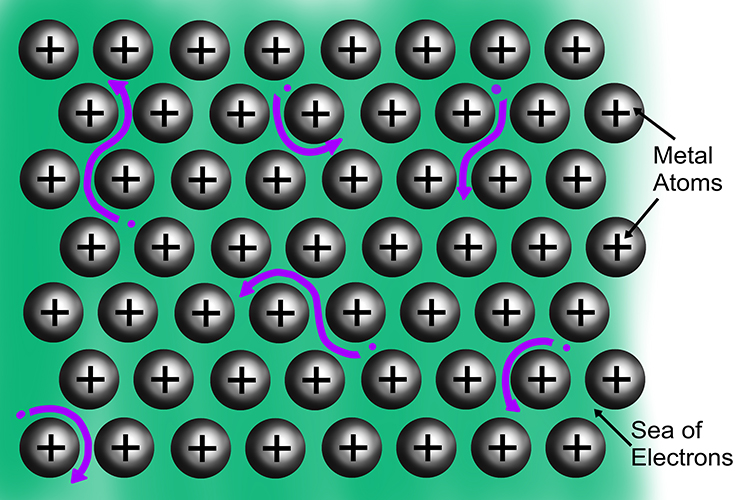 + + + + + + + +
+ + + + + + + +
+ + + + + + + +
+ + + + + + + +
+ + + + + + + +
+ + + + + + + +
+ + + + + + + +
Metal
Atoms
Sea of
Electrons